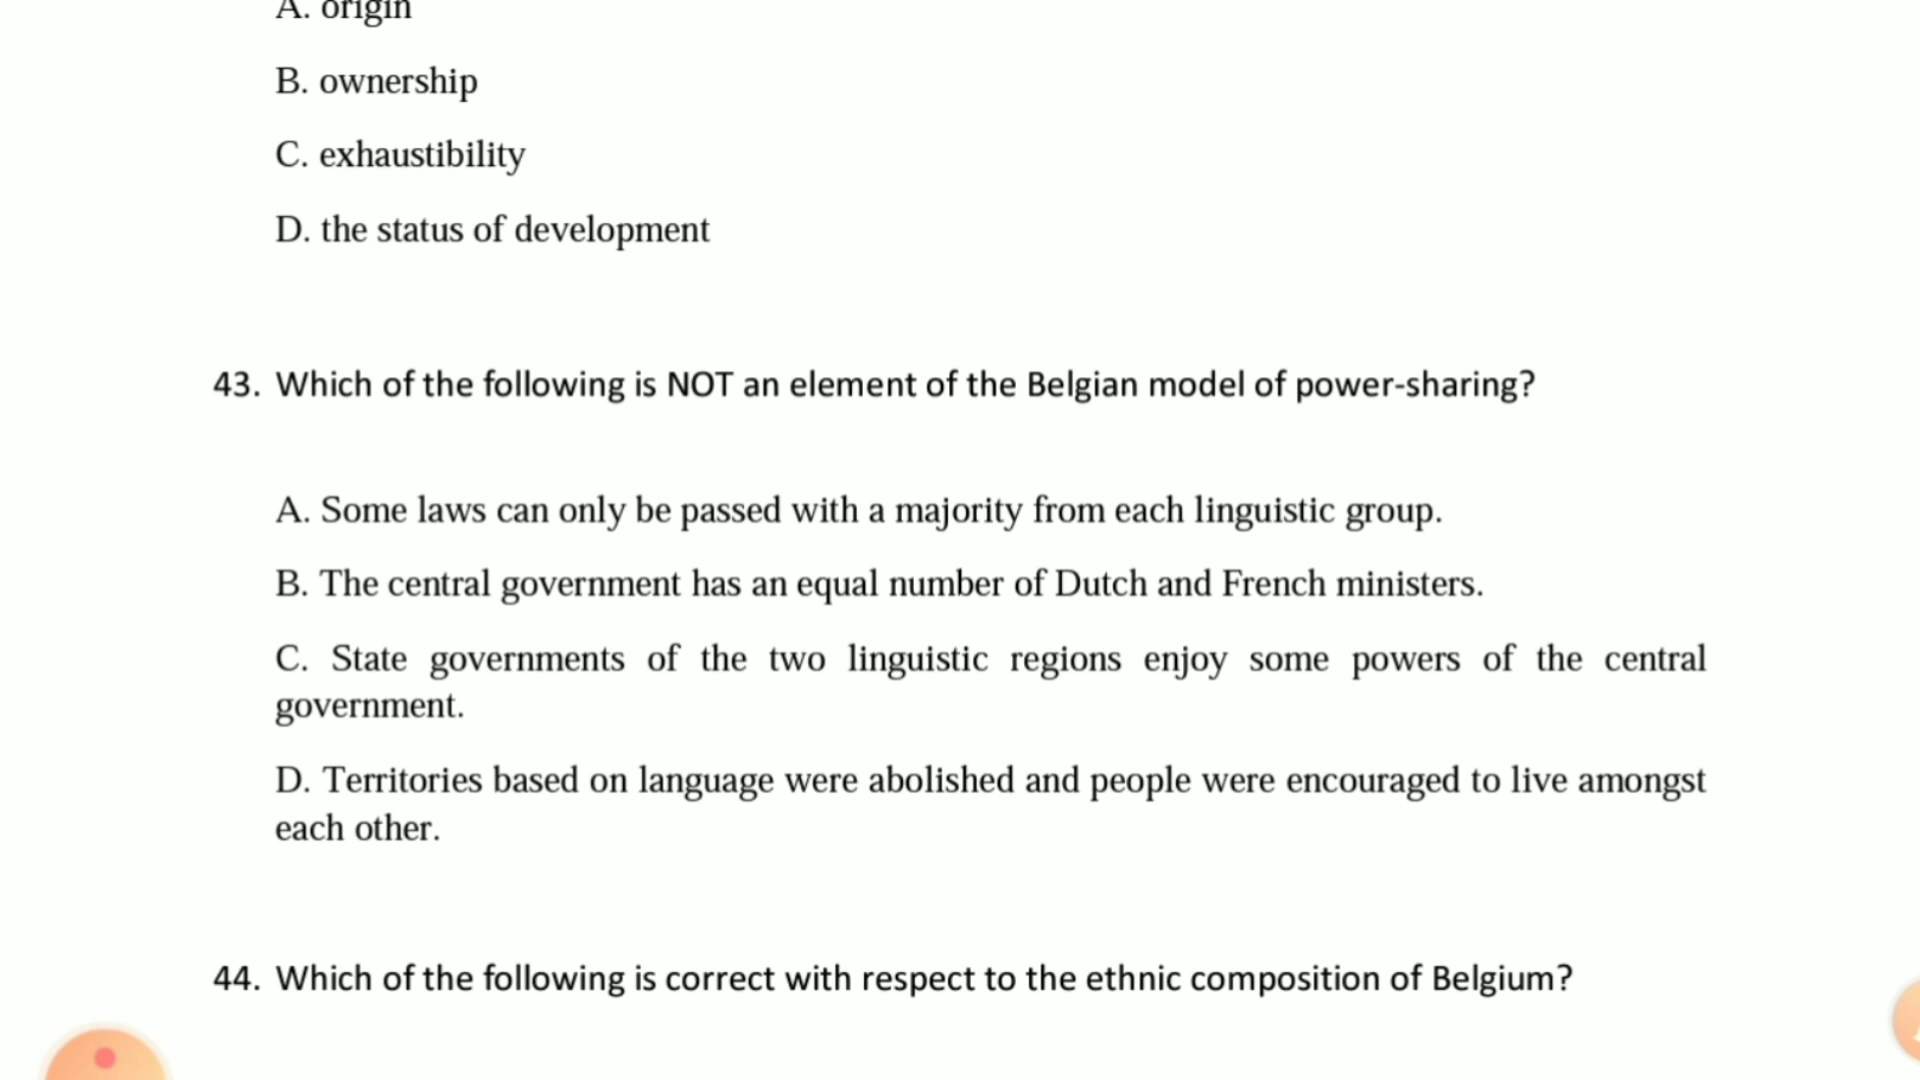 A. origin
B. ownership
C. exhaustibility
D. the status of development
43. Which of the following is NOT an element of the Belgian model of power-sharing?
A. Some laws can only be passed with a majority from each linguistic group.
B. The central government has an equal number of Dutch and French ministers.
C. State governments of the two linguistic regions enjoy some powers of the central
government.
D. Territories based on language were abolished and people were encouraged to live amongst
each other.
44. Which of the following is correct with respect to the ethnic composition of Belgium?